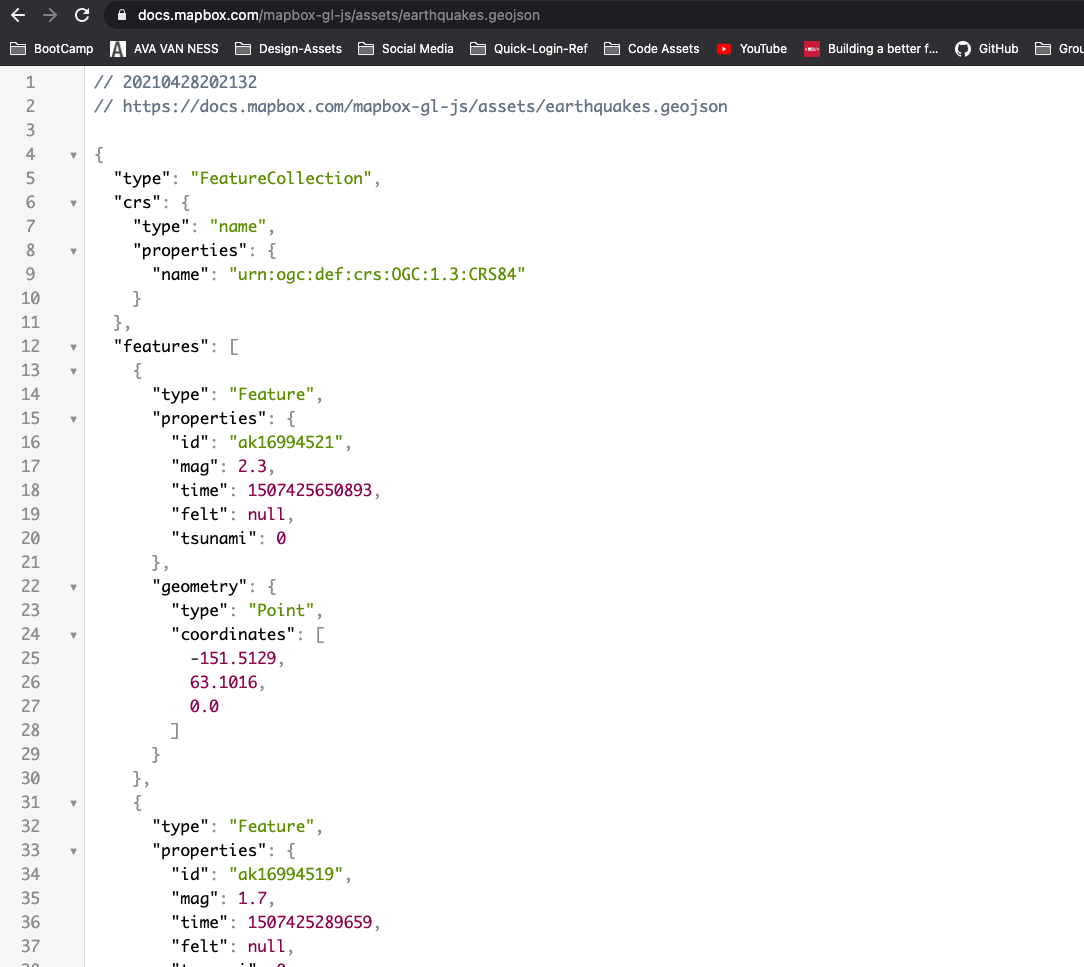 docs.mapbox.com/mapbox-gl-js/assets/earthquakes.geojson
BootCamp AVA VAN NESS Design-Assets Social Media Quick-Login-Ref Code Assets YouTube Building a better f... GitHub Grou
1 // 20210428202132
2 // https://docs.mapbox.com/mapbox-gl-js/assets/earthquakes.geojson
3
4 {
5 "type": "FeatureCollection",
6 "crs": {
7 "type": "name",
8 "properties": {
9 "name": "urn:ogc:def:crs:OGC:1.3:CRS84"
10 }
11 },
12 "features": [
13 {
14 "type": "Feature",
15 "properties": {
16 "id": "ak16994521",
17 "mag": 2.3,
18 "time": 1507425650893,
19 "felt": null,
20 "tsunami": 0
21 },
22 "geometry": {
23 "type": "Point",
24 "coordinates": [
25 -151.5129,
26 63.1016,
27 0.0
28 ]
29 }
30 },
31 {
32 "type": "Feature",
33 "properties": {
34 "id": "ak16994519",
35 "mag": 1.7,
36 "time": 1507425289659,
37 "felt": null,